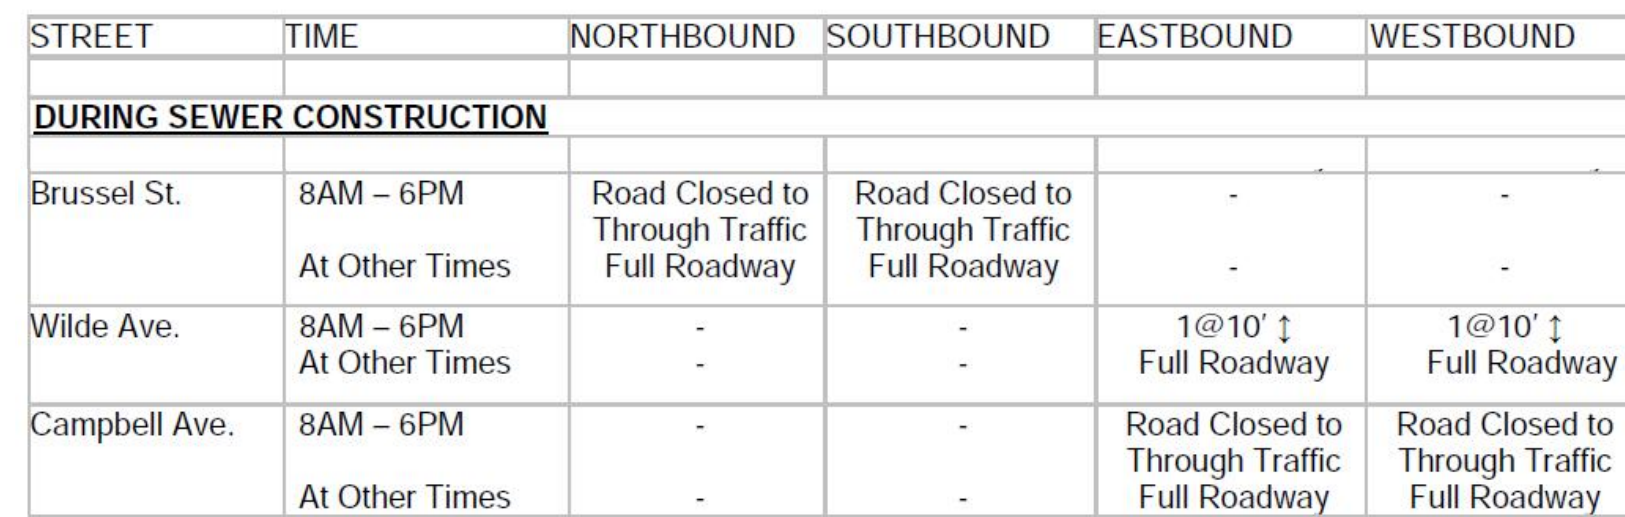 STREET TIME NORTHBOUND SOUTHBOUND EASTBOUND WESTBOUND
DURING SEWER CONSTRUCTION
Brussel St. 8AM – 6PM Road Closed to Road Closed to - -
Through Traffic Through Traffic
At Other Times Full Roadway Full Roadway - -
Wilde Ave. 8AM – 6PM - - 1@10' ↕ 1@10' ↕
At Other Times - - Full Roadway Full Roadway
Campbell Ave. 8AM – 6PM - - Road Closed to Road Closed to
Through Traffic Through Traffic
At Other Times - - Full Roadway Full Roadway